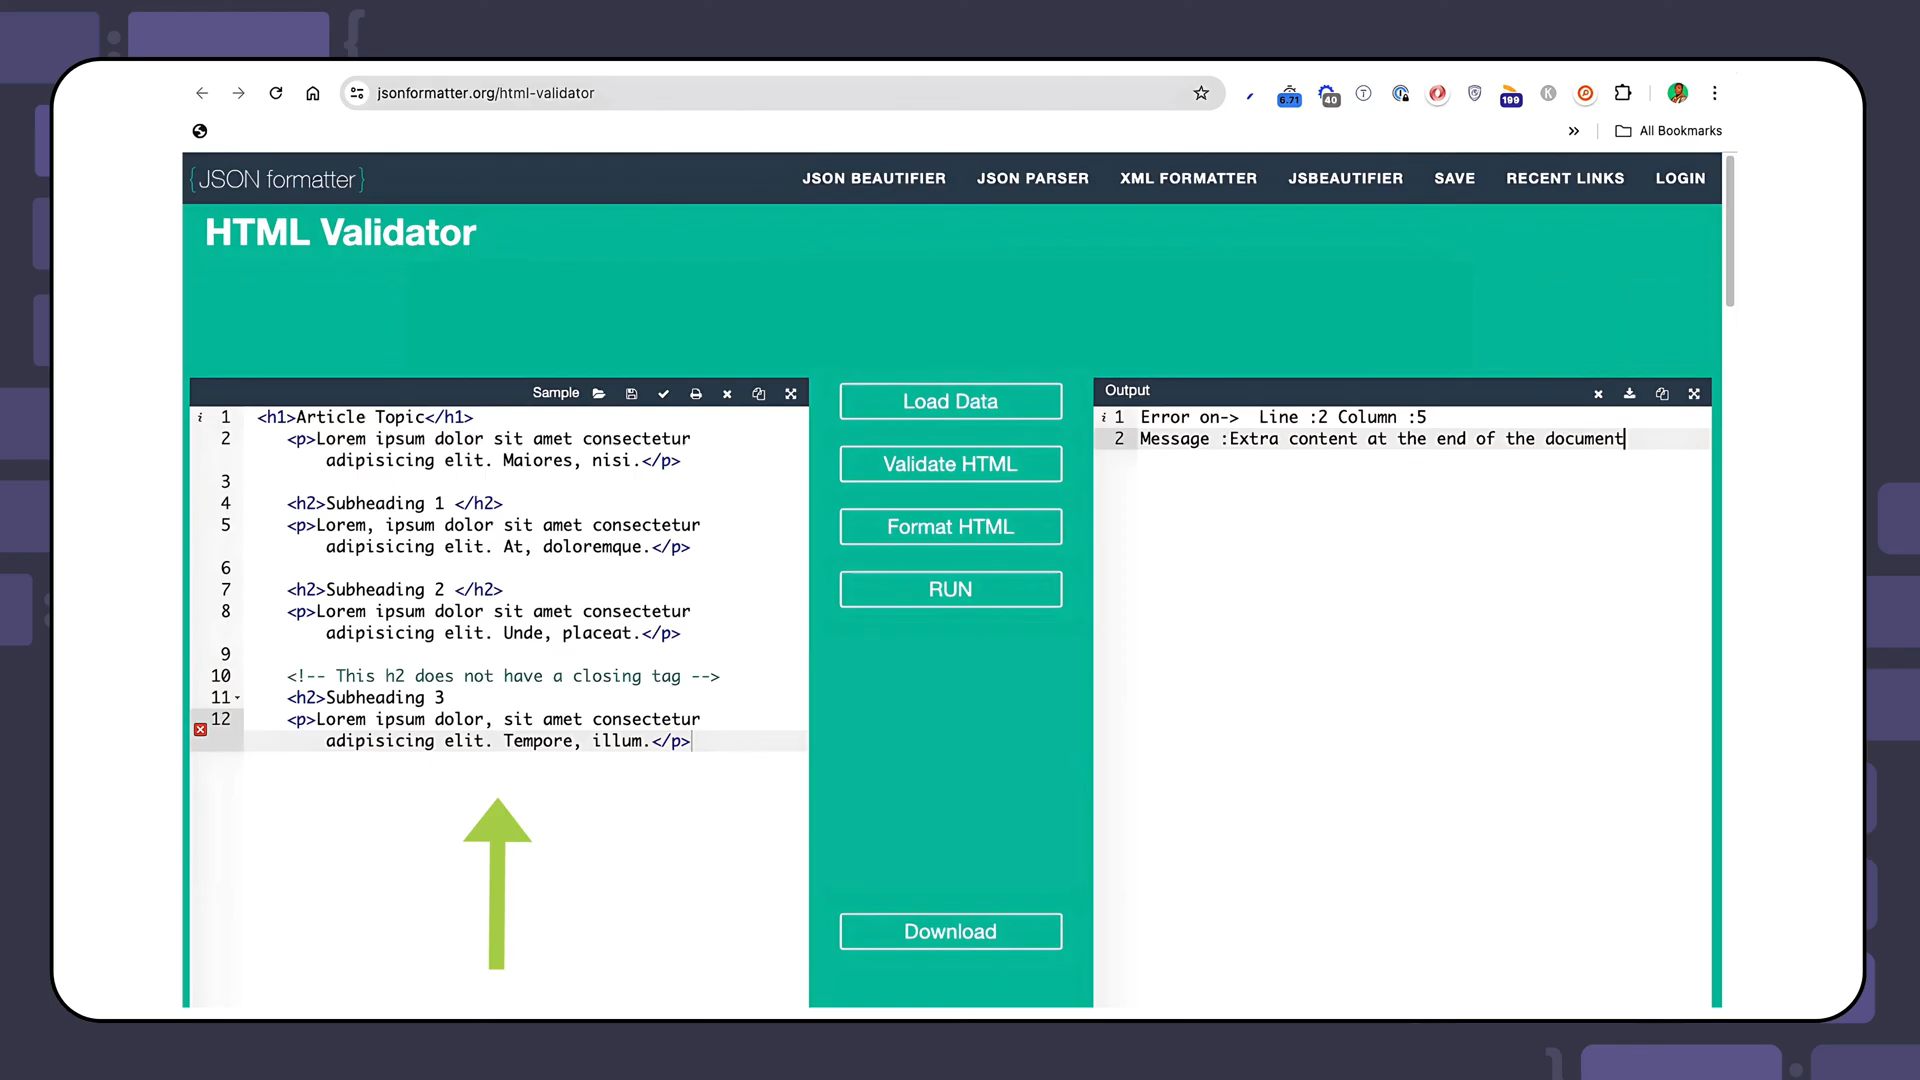 jsonformatter.org/html-validator
6.71
40
T
199
K
All Bookmarks
{JSON formatter}
JSON BEAUTIFIER JSON PARSER XML FORMATTER JSBEAUTIFIER SAVE RECENT LINKS LOGIN
HTML Validator
Sample
1 <h1>Article Topic</h1>
2 <p>Lorem ipsum dolor sit amet consectetur
adipisicing elit. Maiores, nisi.</p>
3
4 <h2>Subheading 1 </h2>
5 <p>Lorem, ipsum dolor sit amet consectetur
adipisicing elit. At, doloremque.</p>
6
7 <h2>Subheading 2 </h2>
8 <p>Lorem ipsum dolor sit amet consectetur
adipisicing elit. Unde, placeat.</p>
9
10 <!-- This h2 does not have a closing tag -->
11 <h2>Subheading 3
12 <p>Lorem ipsum dolor, sit amet consectetur
adipisicing elit. Tempore, illum.</p>
Load Data
Validate HTML
Format HTML
RUN
Download
Output
1 Error on-> Line :2 Column :5
2 Message :Extra content at the end of the document